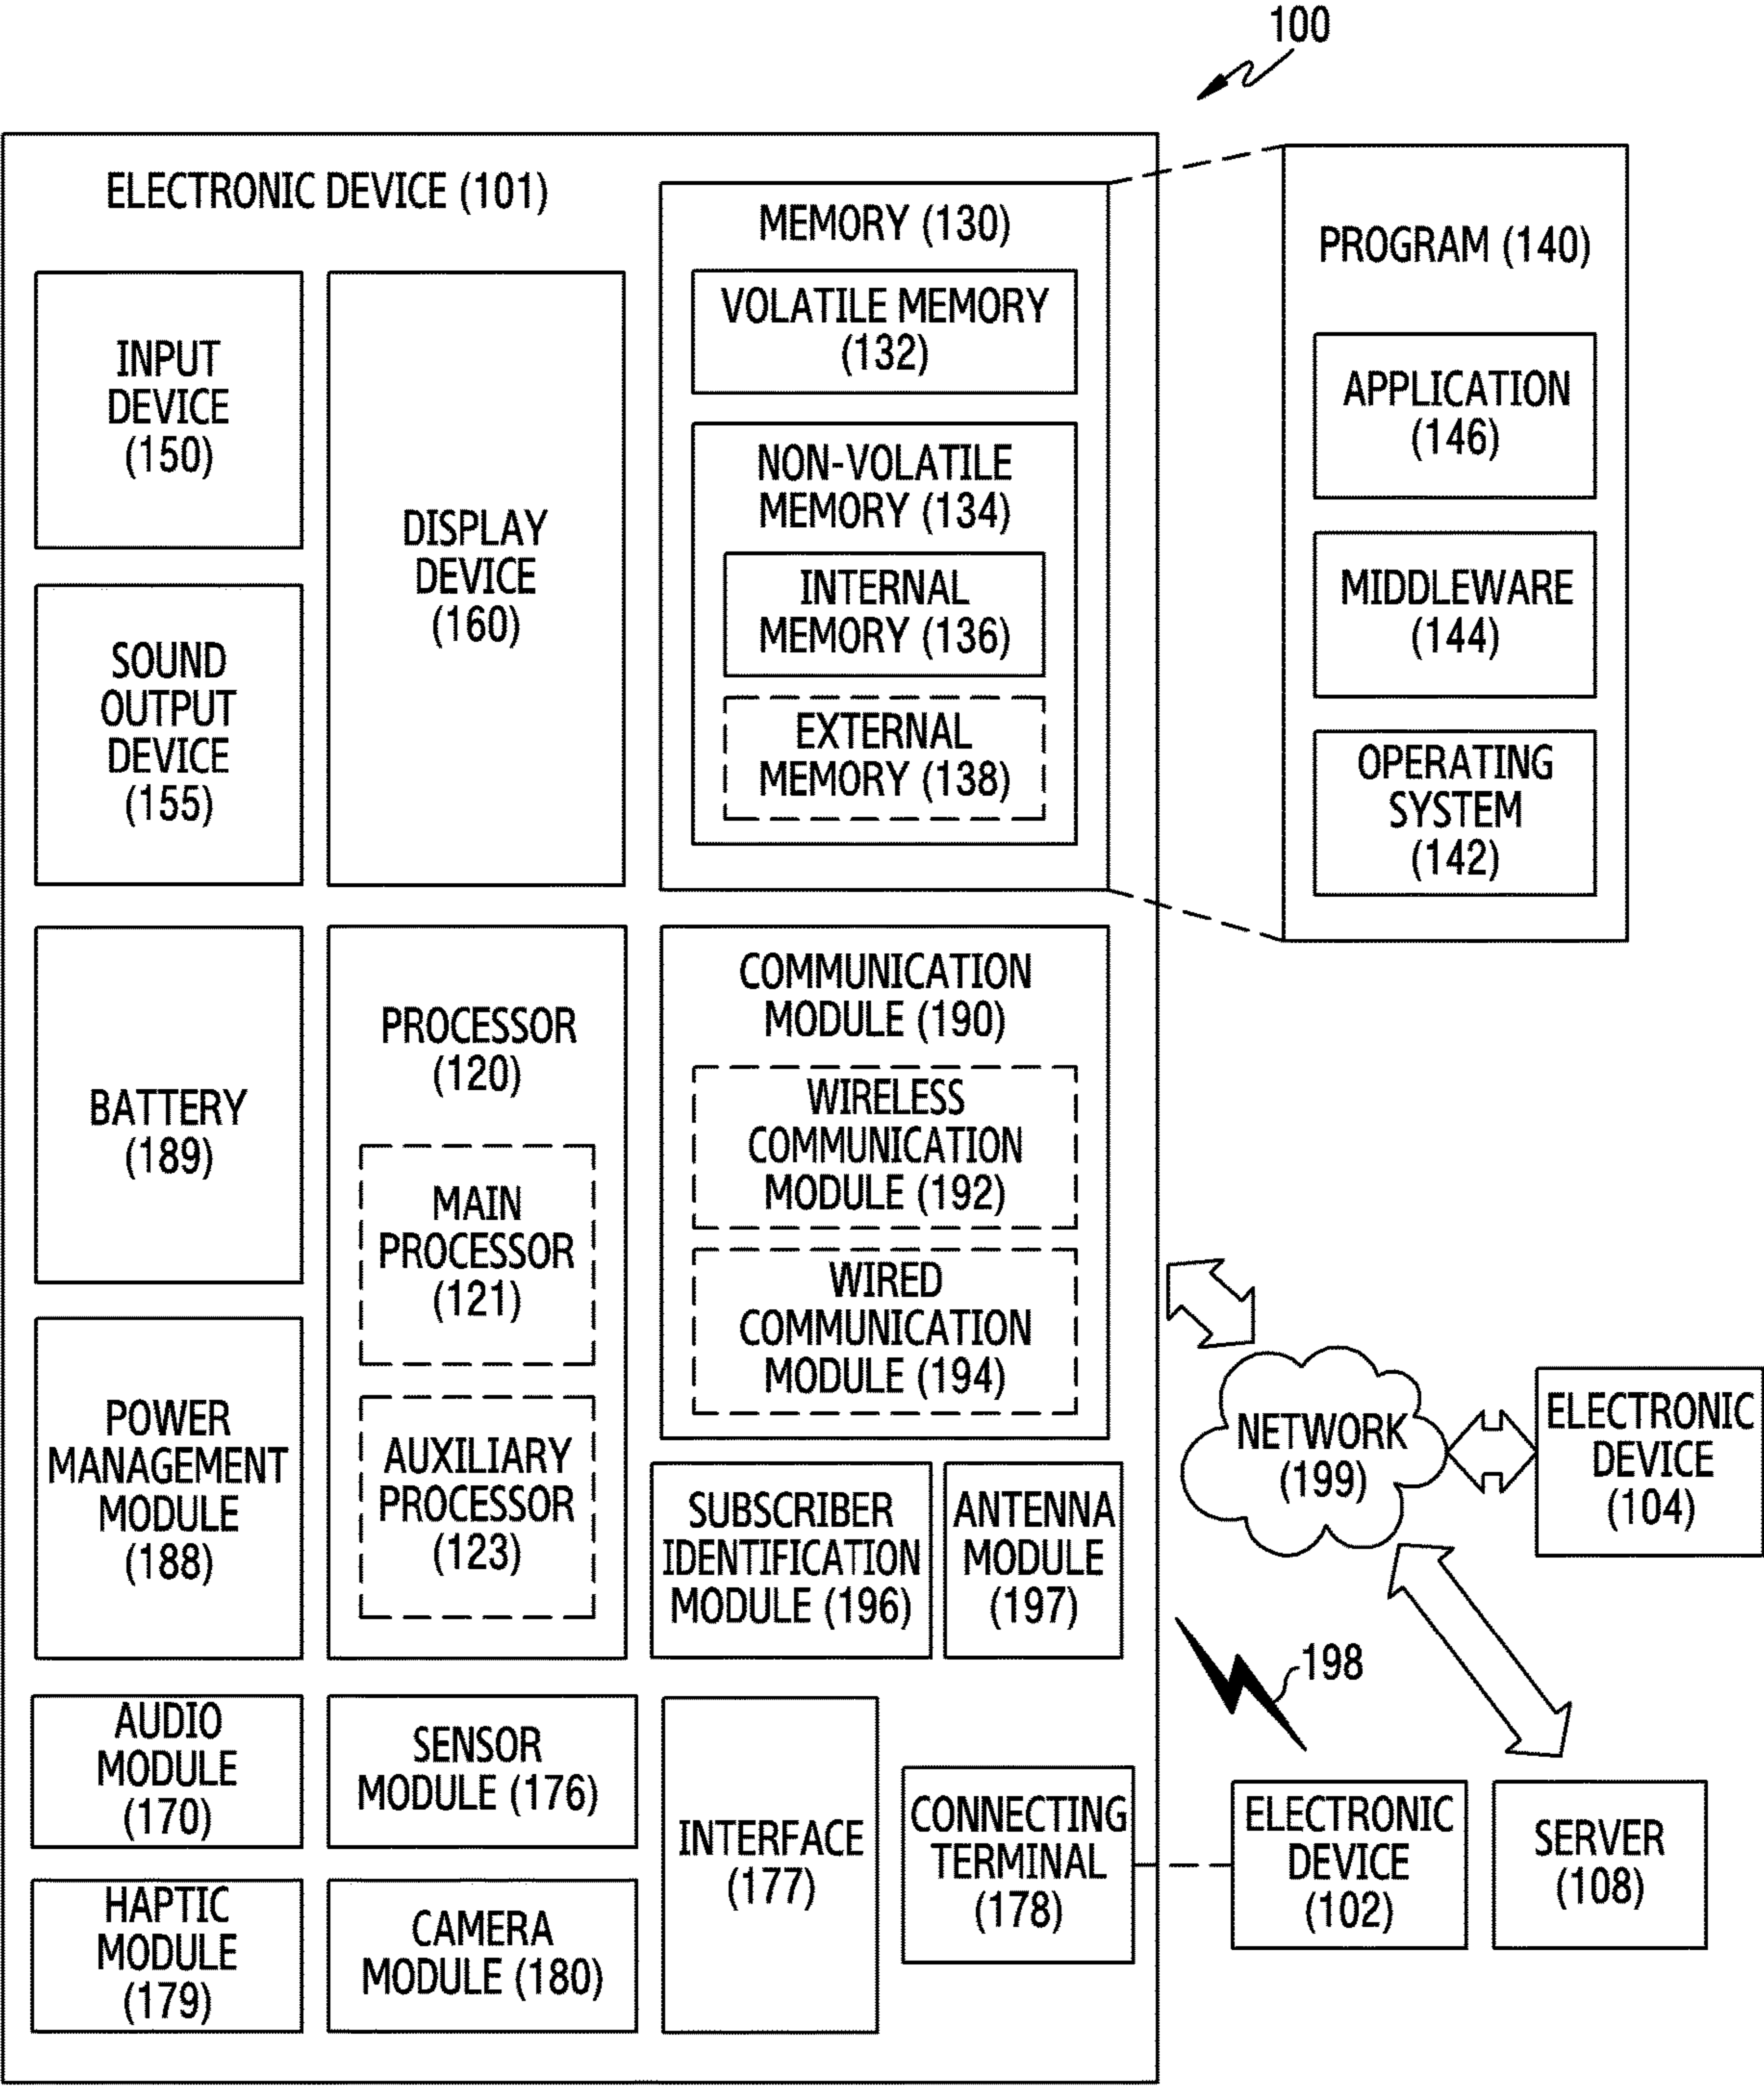 100
ELECTRONIC DEVICE (101)
INPUT
DEVICE
(150)
SOUND
OUTPUT
DEVICE
(155)
DISPLAY
DEVICE
(160)
MEMORY (130)
VOLATILE MEMORY
(132)
NON-VOLATILE
MEMORY (134)
INTERNAL
MEMORY (136)
EXTERNAL
MEMORY (138)
PROGRAM (140)
APPLICATION
(146)
MIDDLEWARE
(144)
OPERATING
SYSTEM
(142)
BATTERY
(189)
POWER
MANAGEMENT
MODULE
(188)
PROCESSOR
(120)
MAIN
PROCESSOR
(121)
AUXILIARY
PROCESSOR
(123)
COMMUNICATION
MODULE (190)
WIRELESS
COMMUNICATION
MODULE (192)
WIRED
COMMUNICATION
MODULE (194)
SUBSCRIBER
IDENTIFICATION
MODULE (196)
ANTENNA
MODULE
(197)
NETWORK
(199)
ELECTRONIC
DEVICE
(104)
198
AUDIO
MODULE
(170)
SENSOR
MODULE (176)
HAPTIC
MODULE
(179)
CAMERA
MODULE (180)
INTERFACE
(177)
CONNECTING
TERMINAL
(178)
ELECTRONIC
DEVICE
(102)
SERVER
(108)